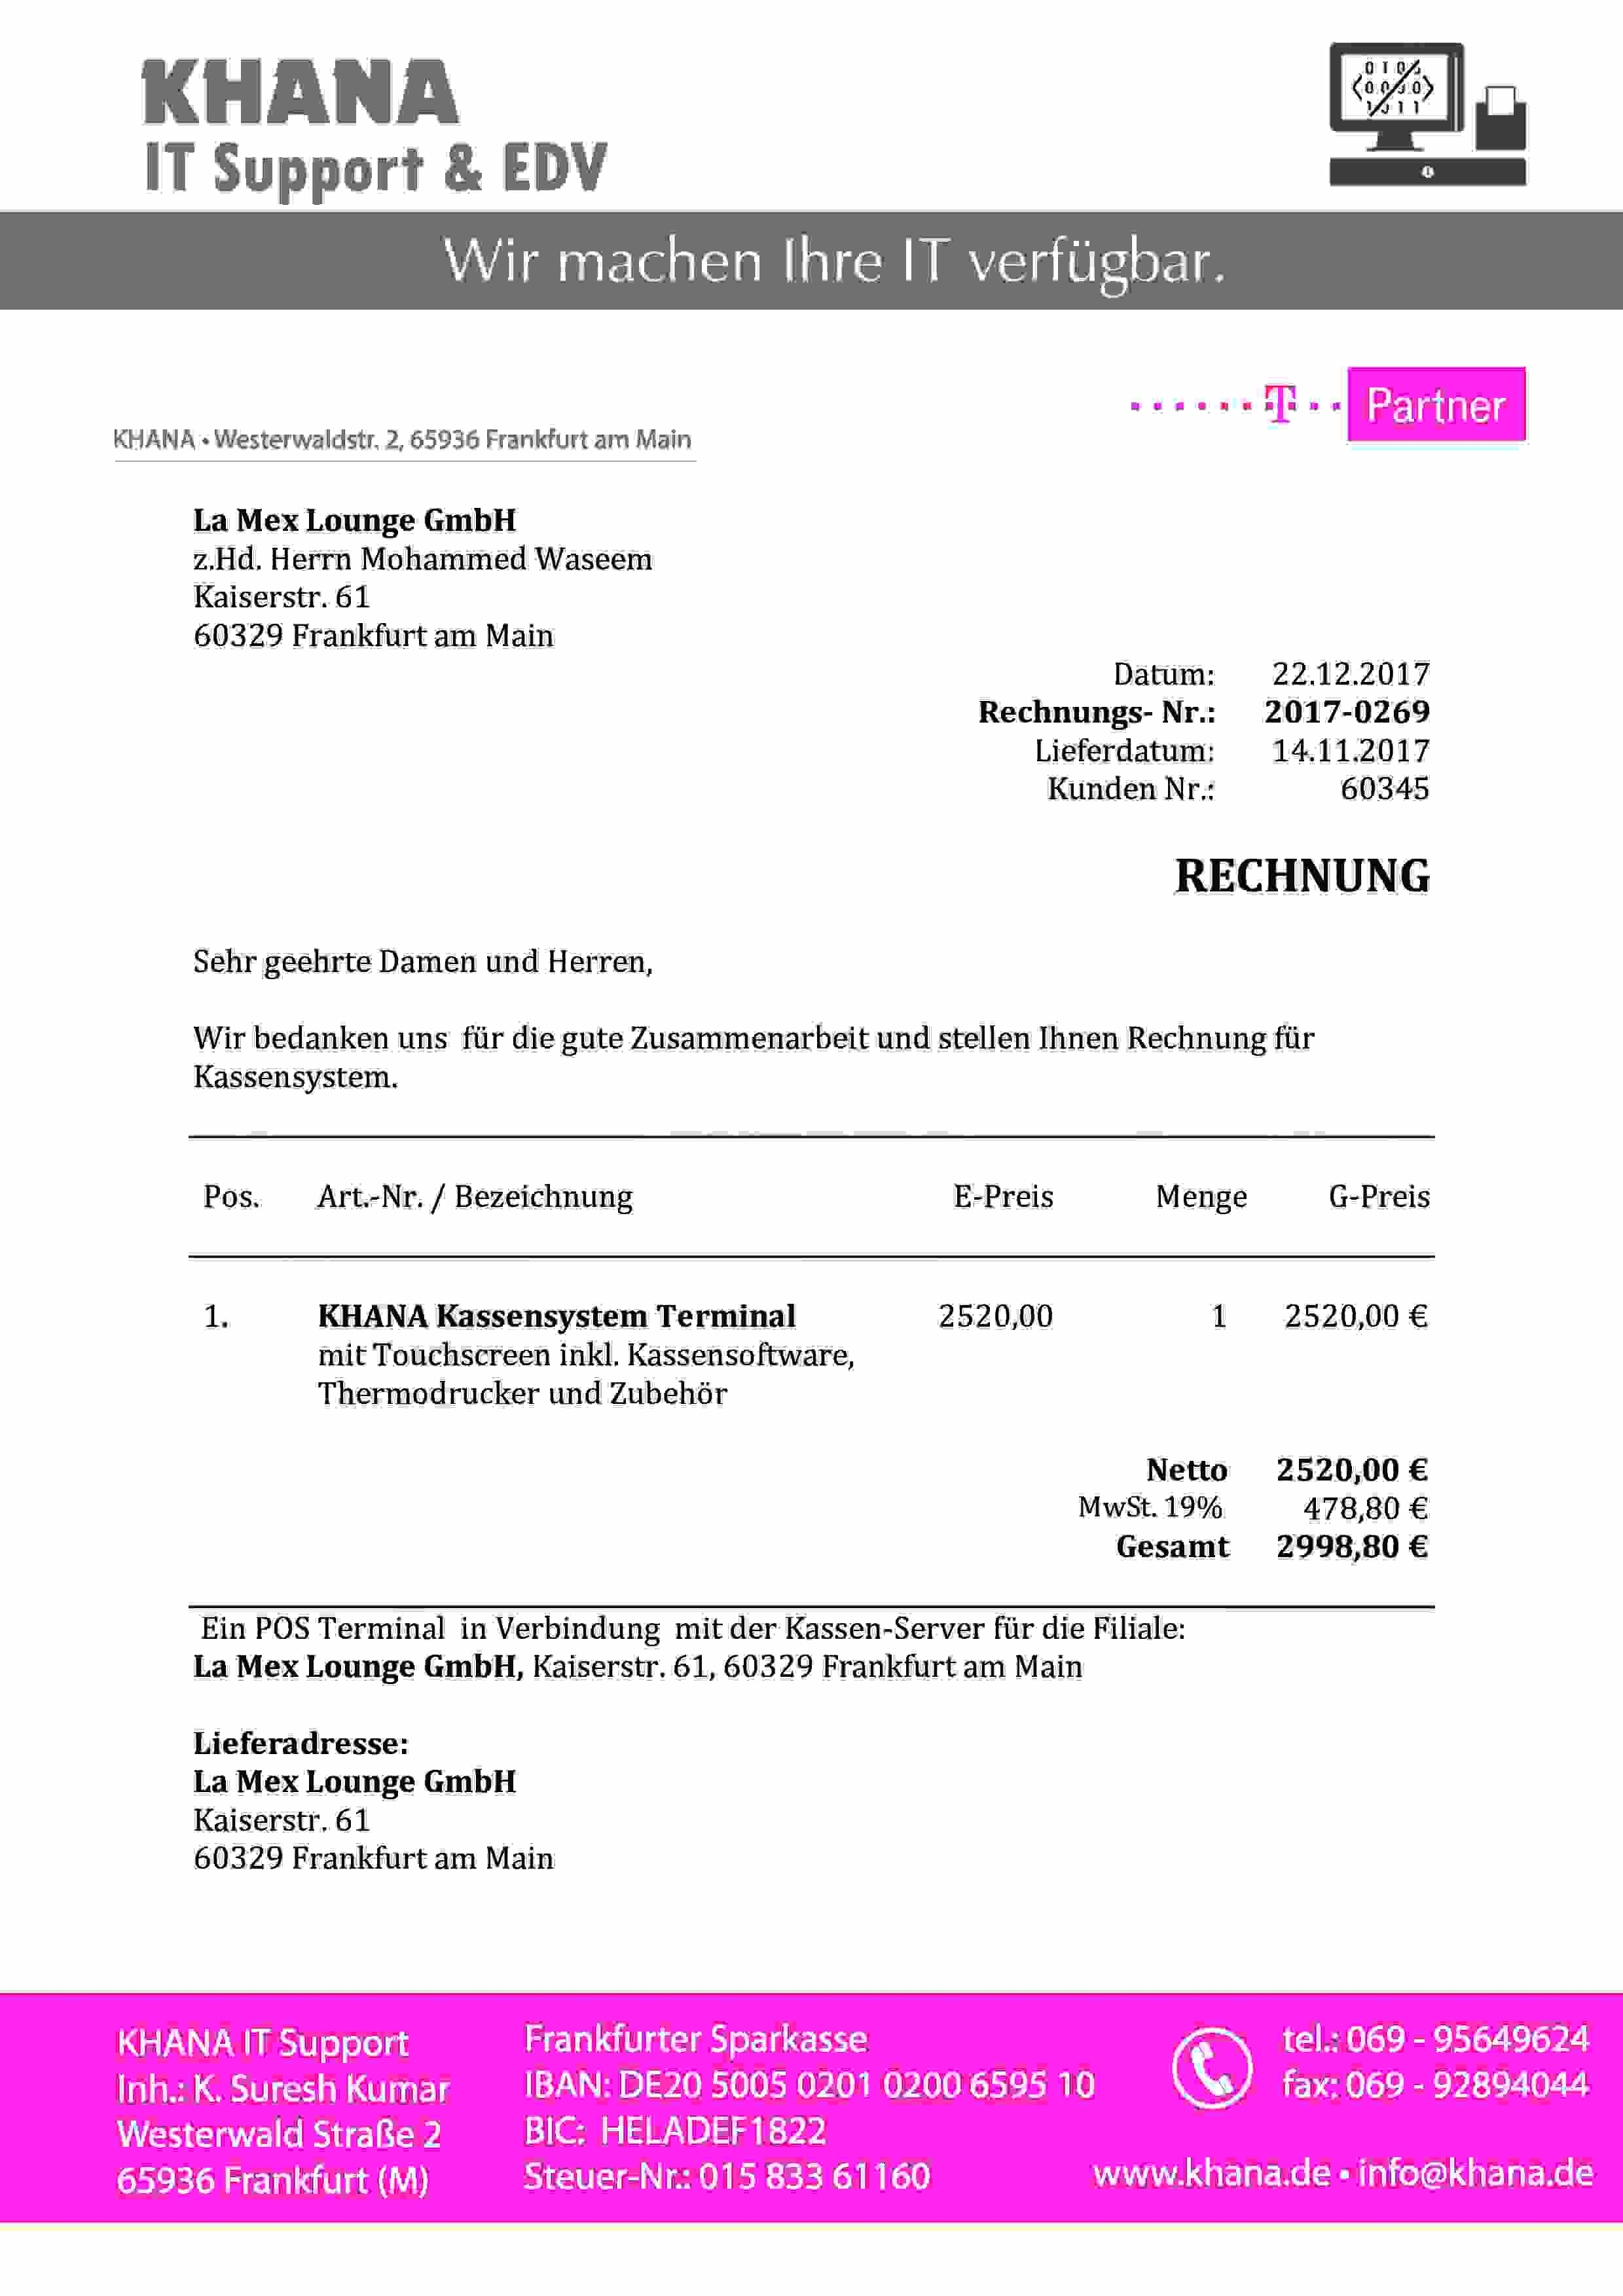 KHANA
IT Support & EDV
Wir machen Ihre IT verfügbar.
T Partner
KHANA • Westerwaldstr. 2, 65936 Frankfurt am Main
La Mex Lounge GmbH
z.Hd. Herrn Mohammed Waseem
Kaiserstr. 61
60329 Frankfurt am Main
Datum: 22.12.2017
Rechnungs- Nr.: 2017-0269
Lieferdatum: 14.11.2017
Kunden Nr.: 60345
RECHNUNG
Sehr geehrte Damen und Herren,
Wir bedanken uns für die gute Zusammenarbeit und stellen Ihnen Rechnung für
Kassensystem.
Pos. Art.-Nr. / Bezeichnung E-Preis Menge G-Preis
1. KHANA Kassensystem Terminal 2520,00 1 2520,00 €
mit Touchscreen inkl. Kassensoftware,
Thermodrucker und Zubehör
Netto 2520,00 €
MwSt. 19% 478,80 €
Gesamt 2998,80 €
Ein POS Terminal in Verbindung mit der Kassen-Server für die Filiale:
La Mex Lounge GmbH, Kaiserstr. 61, 60329 Frankfurt am Main
Lieferadresse:
La Mex Lounge GmbH
Kaiserstr. 61
60329 Frankfurt am Main
KHANA IT Support
Inh.: K. Suresh Kumar
Westerwald Straße 2
65936 Frankfurt (M)
Frankfurter Sparkasse
IBAN: DE20 5005 0201 0200 6595 10
BIC: HELADEF1822
Steuer-Nr.: 015 833 61160
tel.: 069 - 95649624
fax: 069 - 92894044
www.khana.de • info@khana.de